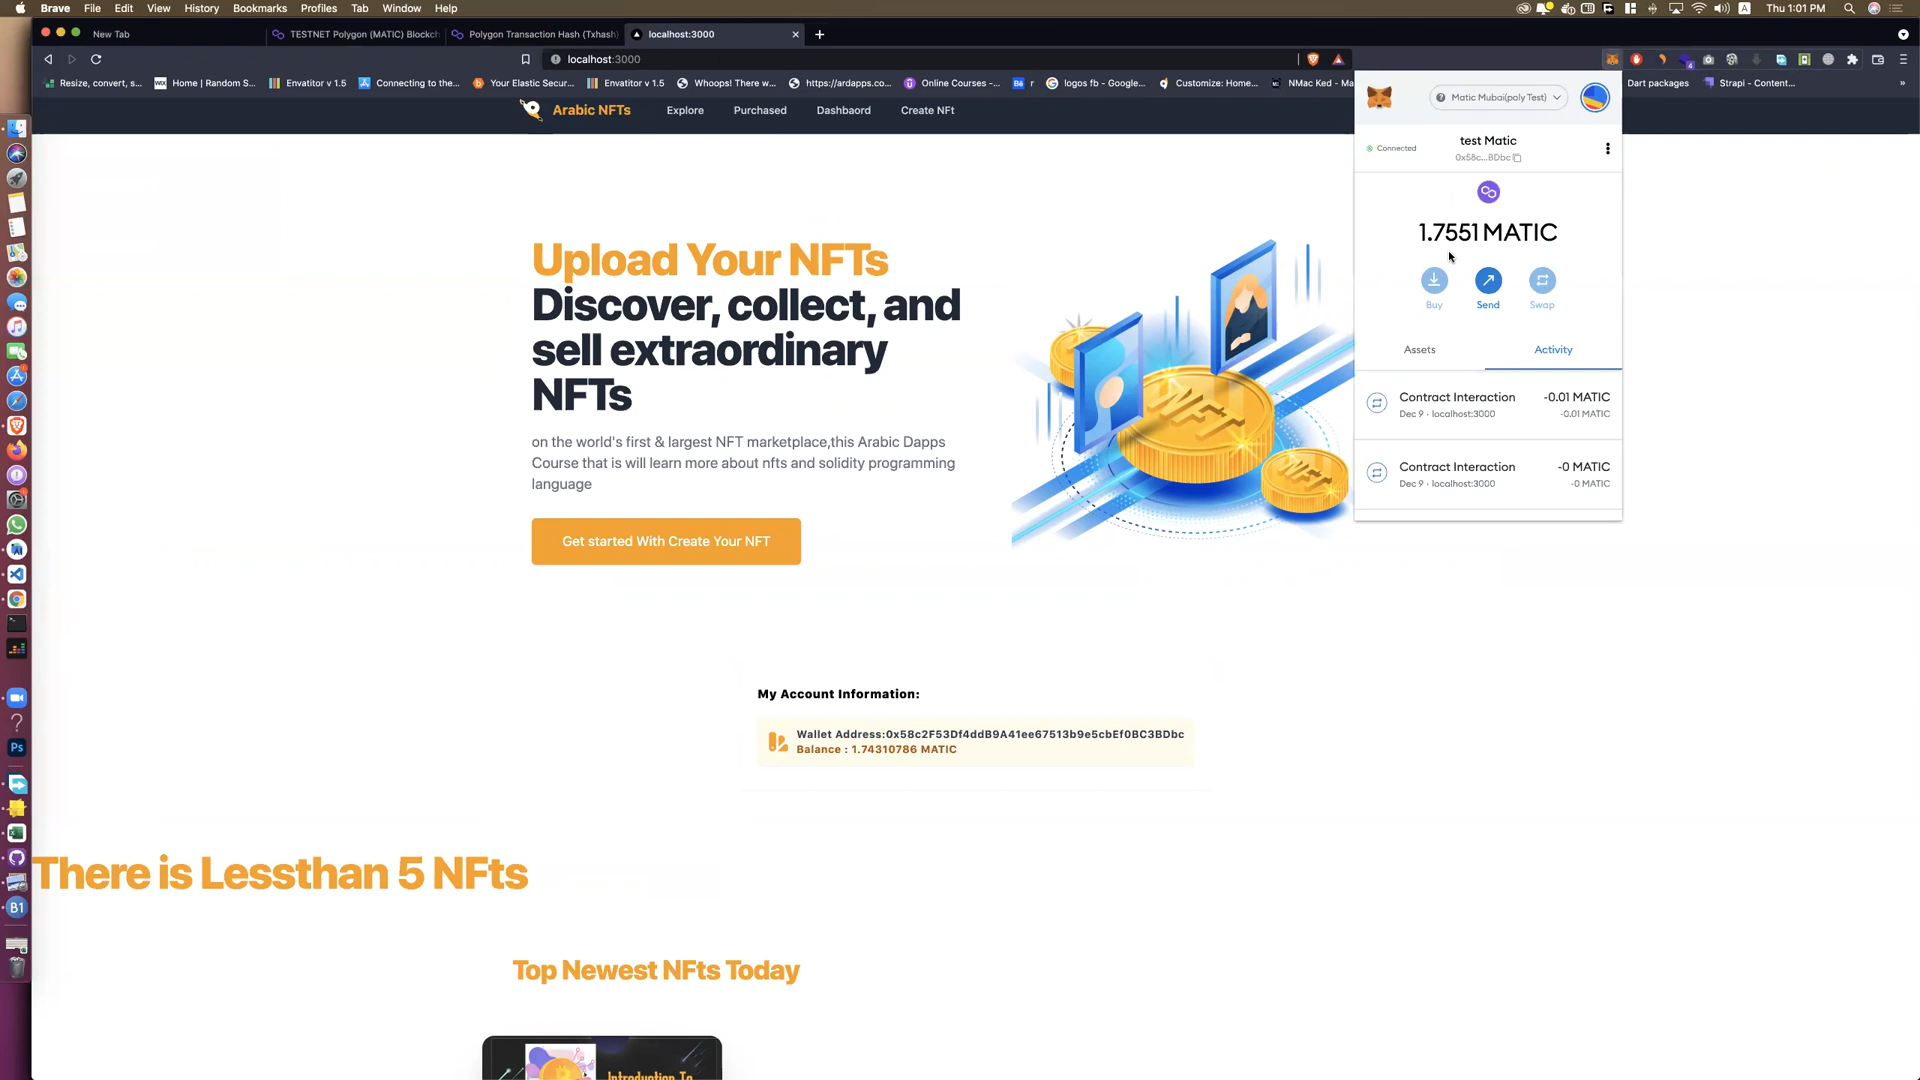 Brave File Edit View History Bookmarks Profiles Tab Window Help
A Thu 1:01 PM
New Tab
TESTNET Polygon (MATIC) Blockch
Polygon Transaction Hash (Txhash)
localhost:3000
localhost:3000
Resize, convert, s...
Home | Random S...
Envatitor v 1.5
Connecting to the...
Your Elastic Secur...
Envatitor v 1.5
Whoops! There w...
https://ardapps.co...
Online Courses -...
Bē r
logos fb - Google...
Customize: Home...
NMac Ked - Ma
Dart packages
Strapi - Content...
»
Arabic NFTs
Explore
Purchased
Dashbaord
Create NFt
Matic Mubai(poly Test)
Connected
test Matic
0x58c...BDbc
1.7551 MATIC
Buy
Send
Swap
Assets
Activity
Contract Interaction -0.01 MATIC
Dec 9 · localhost:3000 -0.01 MATIC
Contract Interaction -0 MATIC
Dec 9 · localhost:3000 -0 MATIC
Upload Your NFTs
Discover, collect, and
sell extraordinary
NFTs
on the world's first & largest NFT marketplace,this Arabic Dapps
Course that is will learn more about nfts and solidity programming
language
Get started With Create Your NFT
NFT
NFT
My Account Information:
Wallet Address:0x58c2F53Df4ddB9A41ee67513b9e5cbEf0BC3BDbc
Balance : 1.74310786 MATIC
There is Lessthan 5 NFts
Top Newest NFts Today
Introduction To
Ps
B1